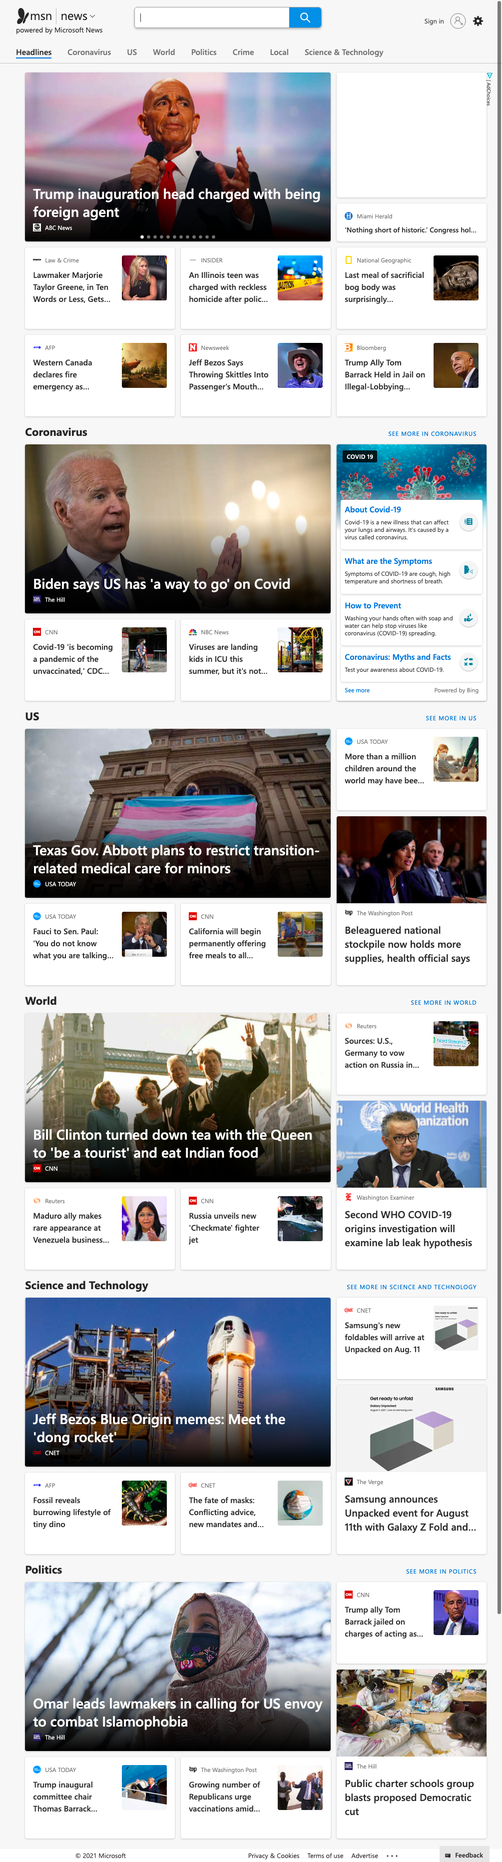 msn | news
powered by Microsoft News
Sign in
Headlines
Coronavirus
US
World
Politics
Crime
Local
Science & Technology
Trump inauguration head charged with being
foreign agent
ABC News
AdChoices
Miami Herald
'Nothing short of historic.' Congress hol...
Law & Crime
Lawmaker Marjorie
Taylor Greene, in Ten
Words or Less, Gets...
INSIDER
An Illinois teen was
charged with reckless
homicide after polic...
National Geographic
Last meal of sacrificial
bog body was
surprisingly...
AFP
Western Canada
declares fire
emergency as...
Newsweek
Jeff Bezos Says
Throwing Skittles Into
Passenger's Mouth...
Bloomberg
Trump Ally Tom
Barrack Held in Jail on
Illegal-Lobbying...
Coronavirus
SEE MORE IN CORONAVIRUS
Biden says US has 'a way to go' on Covid
The Hill
COVID 19
About Covid-19
Covid-19 is a new illness that can affect
your lungs and airways. It's caused by a
virus called coronavirus.
What are the Symptoms
Symptoms of COVID-19 are cough, high
temperature and shortness of breath.
How to Prevent
Washing your hands often with soap and
water can help stop viruses like
coronavirus (COVID-19) spreading.
Coronavirus: Myths and Facts
Test your awareness about COVID-19.
See more
Powered by Bing
CNN
Covid-19 'is becoming
a pandemic of the
unvaccinated,' CDC...
NBC News
Viruses are landing
kids in ICU this
summer, but it's not...
US
SEE MORE IN US
Texas Gov. Abbott plans to restrict transition-
related medical care for minors
USA TODAY
USA TODAY
More than a million
children around the
world may have bee...
The Washington Post
Beleaguered national
stockpile now holds more
supplies, health official says
USA TODAY
Fauci to Sen. Paul:
'You do not know
what you are talking...
CNN
California will begin
permanently offering
free meals to all...
World
SEE MORE IN WORLD
Bill Clinton turned down tea with the Queen
to 'be a tourist' and eat Indian food
CNN
Reuters
Sources: U.S.,
Germany to vow
action on Russia in...
World Health
Organization
Washington Examiner
Second WHO COVID-19
origins investigation will
examine lab leak hypothesis
Reuters
Maduro ally makes
rare appearance at
Venezuela business...
CNN
Russia unveils new
'Checkmate' fighter
jet
Science and Technology
SEE MORE IN SCIENCE AND TECHNOLOGY
BLUE ORIGIN
Jeff Bezos Blue Origin memes: Meet the
'dong rocket'
CNET
CNET
Samsung's new
foldables will arrive at
Unpacked on Aug. 11
SAMSUNG
Get ready to unfold
The Verge
Samsung announces
Unpacked event for August
11th with Galaxy Z Fold and...
AFP
Fossil reveals
burrowing lifestyle of
tiny dino
CNET
The fate of masks:
Conflicting advice,
new mandates and...
Politics
SEE MORE IN POLITICS
Omar leads lawmakers in calling for US envoy
to combat Islamophobia
The Hill
CNN
Trump ally Tom
Barrack jailed on
charges of acting as...
The Hill
Public charter schools group
blasts proposed Democratic
cut
USA TODAY
Trump inaugural
committee chair
Thomas Barrack...
The Washington Post
Growing number of
Republicans urge
vaccinations amid...
© 2021 Microsoft
Privacy & Cookies
Terms of use
Advertise
...
Feedback